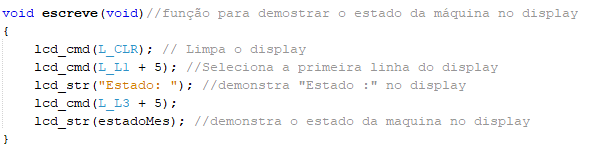 void escreve(void)//função para demostrar o estado da máquina no display
{
lcd_cmd(L_CLR); // Limpa o display
lcd_cmd(L_L1 + 5); //Seleciona a primeira linha do display
lcd_str("Estado: "); //demonstra "Estado :" no display
lcd_cmd(L_L3 + 5);
lcd_str(estadoMes); //demonstra o estado da maquina no display
}